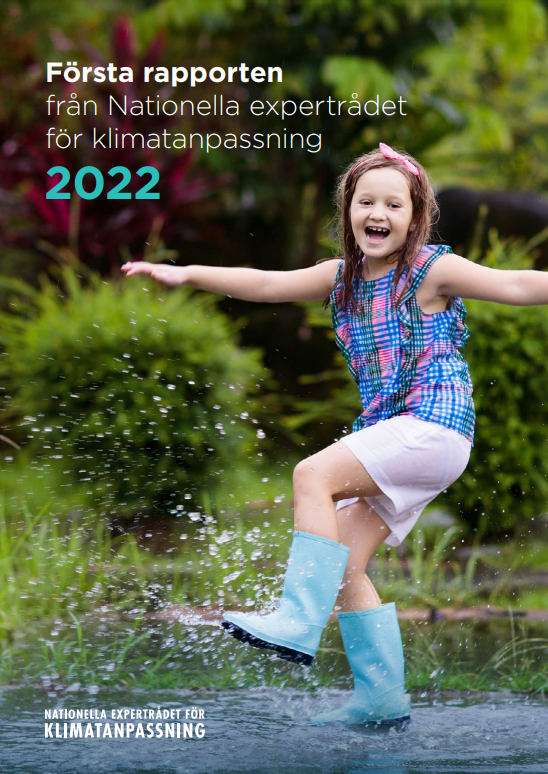 Första rapporten
från Nationella expertrådet
för klimatanpassning
2022
NATIONELLA EXPERTRÅDET FÖR
KLIMATANPASSNING